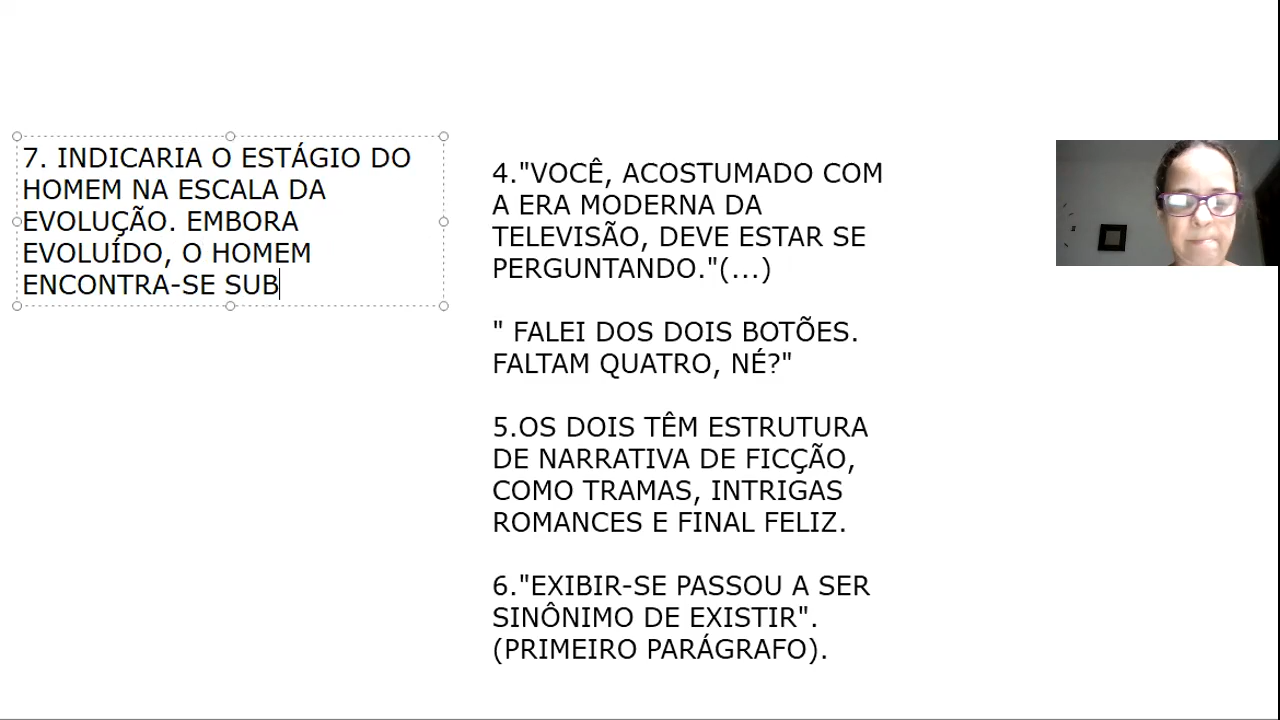 7. INDICARIA O ESTÁGIO DO
HOMEM NA ESCALA DA
EVOLUÇÃO. EMBORA
EVOLUÍDO, O HOMEM
ENCONTRA-SE SUB
4."VOCÊ, ACOSTUMADO COM
A ERA MODERNA DA
TELEVISÃO, DEVE ESTAR SE
PERGUNTANDO."(...)
" FALEI DOS DOIS BOTÕES.
FALTAM QUATRO, NÉ?"
5.OS DOIS TÊM ESTRUTURA
DE NARRATIVA DE FICÇÃO,
COMO TRAMAS, INTRIGAS
ROMANCES E FINAL FELIZ.
6."EXIBIR-SE PASSOU A SER
SINÔNIMO DE EXISTIR".
(PRIMEIRO PARÁGRAFO).